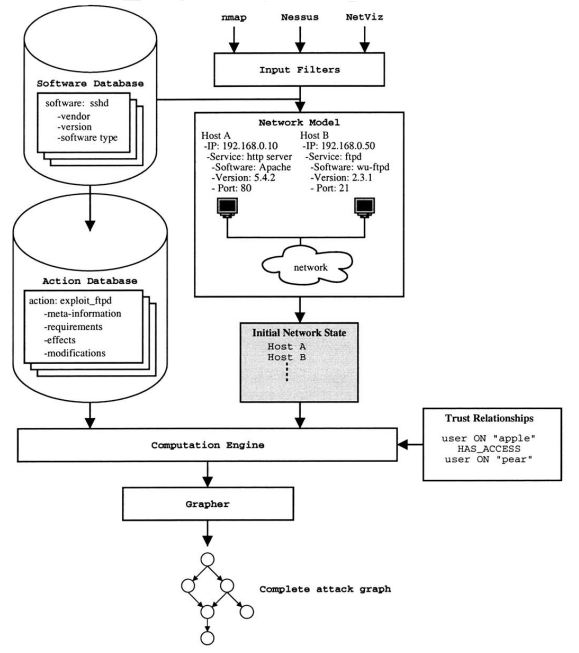 nmap Nessus NetViz
Input Filters
Software Database
software: sshd
-vendor
-version
-software type
Network Model
Host A
-IP: 192.168.0.10
-Service: http server
-Software: Apache
-Version: 5.4.2
- Port: 80
Host B
-IP: 192.168.0.50
-Service: ftpd
-Software: wu-ftpd
-Version: 2.3.1
- Port: 21
network
Action Database
action: exploit_ftpd
-meta-information
-requirements
-effects
-modifications
Initial Network State
Host A
Host B
Trust Relationships
user ON "apple"
HAS_ACCESS
user ON "pear"
Computation Engine
Grapher
Complete attack graph